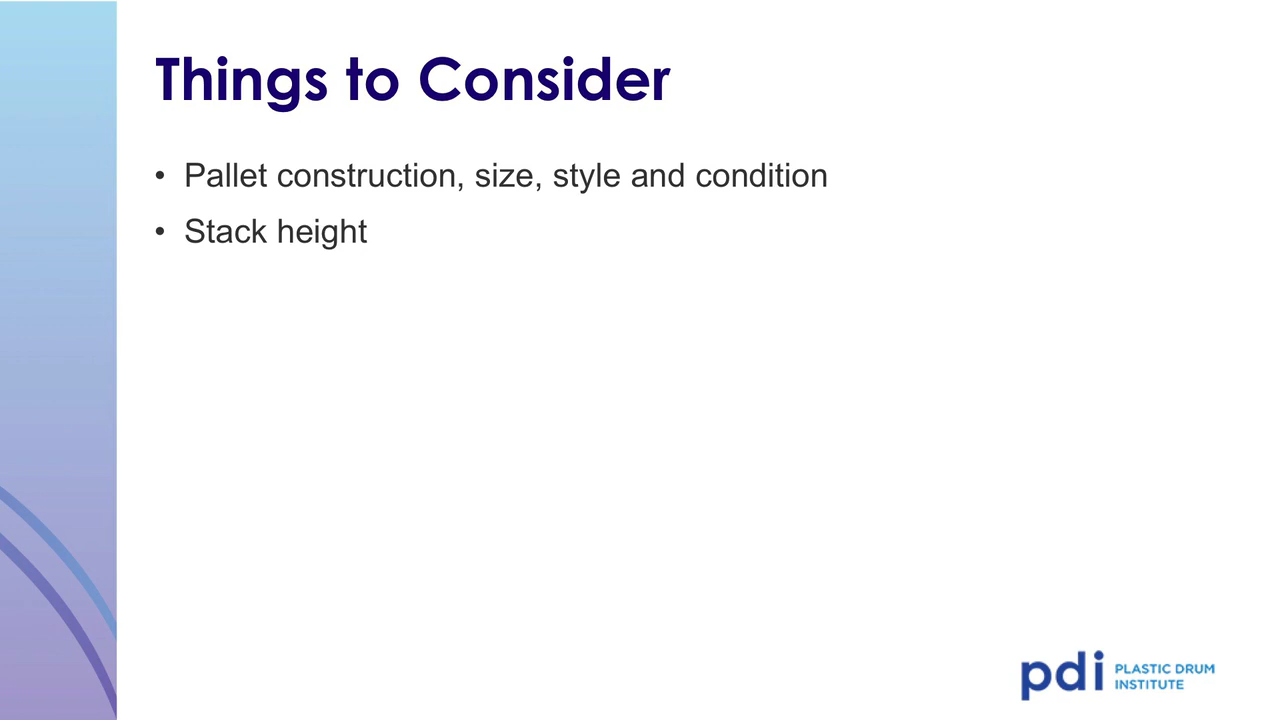 Things to Consider
• Pallet construction, size, style and condition
• Stack height
pdi PLASTIC DRUM
INSTITUTE